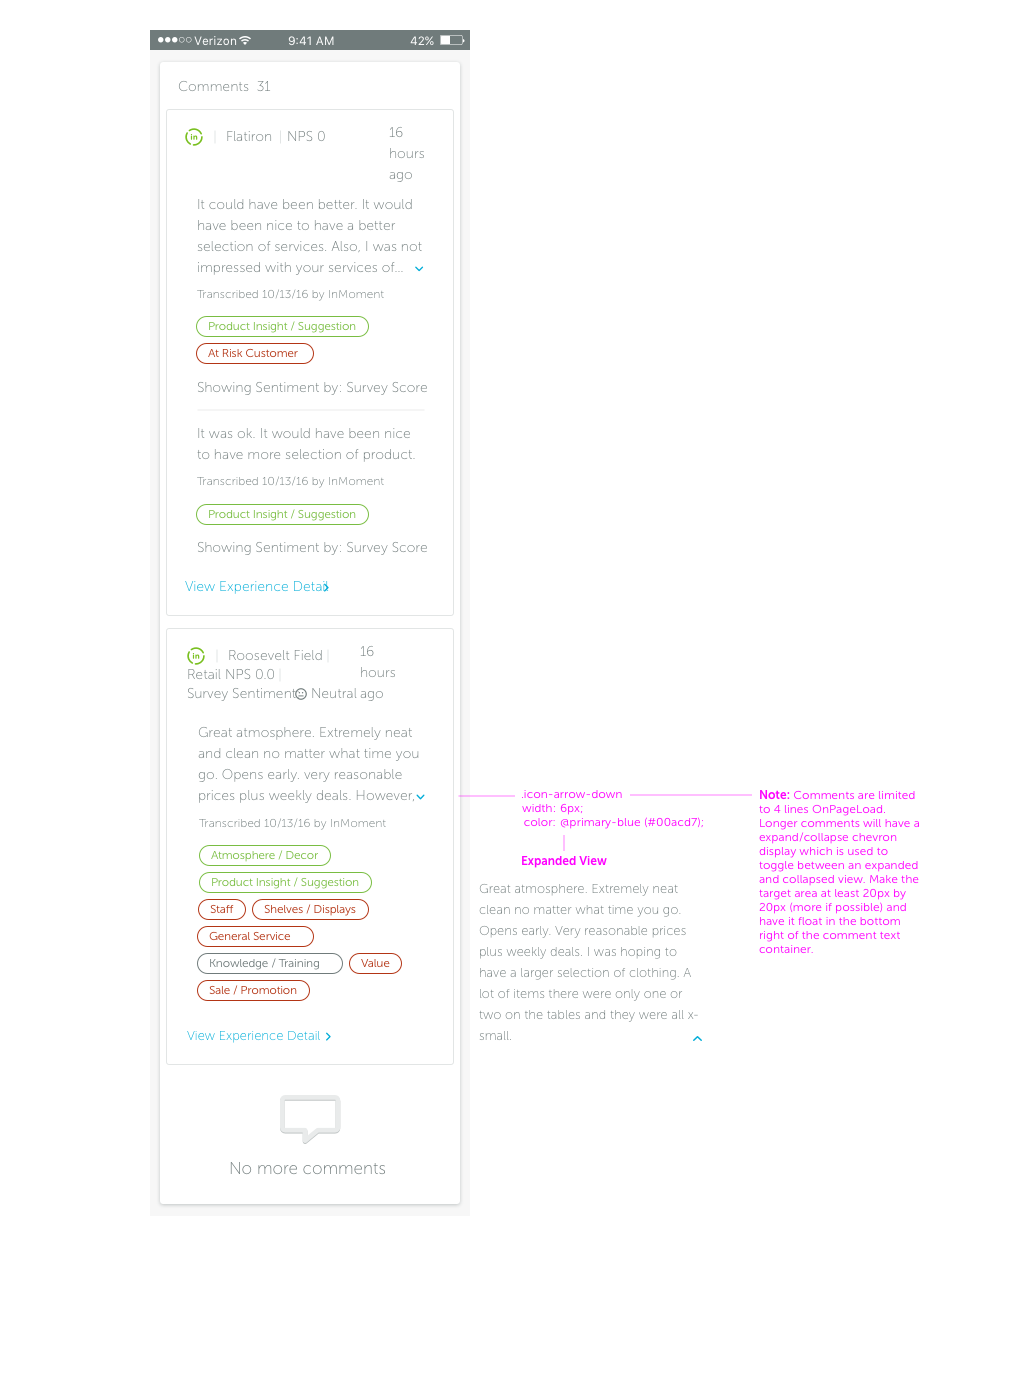 Verizon 9:41 AM 42%
Comments 31
in | Flatiron | NPS 0
16
hours
ago
It could have been better. It would
have been nice to have a better
selection of services. Also, I was not
impressed with your services of...
Transcribed 10/13/16 by InMoment
Product Insight / Suggestion
At Risk Customer
Showing Sentiment by: Survey Score
It was ok. It would have been nice
to have more selection of product.
Transcribed 10/13/16 by InMoment
Product Insight / Suggestion
Showing Sentiment by: Survey Score
View Experience Detail
in | Roosevelt Field |
Retail NPS 0.0 |
Survey Sentiment Neutral
16
hours
ago
Great atmosphere. Extremely neat
and clean no matter what time you
go. Opens early. very reasonable
prices plus weekly deals. However,
Transcribed 10/13/16 by InMoment
Atmosphere / Decor
Product Insight / Suggestion
Staff Shelves / Displays
General Service
Knowledge / Training Value
Sale / Promotion
View Experience Detail
No more comments
.icon-arrow-down
width: 6px;
color: @primary-blue (#00acd7);
Expanded View
Great atmosphere. Extremely neat
clean no matter what time you go.
Opens early. Very reasonable prices
plus weekly deals. I was hoping to
have a larger selection of clothing. A
lot of items there were only one or
two on the tables and they were all x-
small.
Note: Comments are limited
to 4 lines OnPageLoad.
Longer comments will have a
expand/collapse chevron
display which is used to
toggle between an expanded
and collapsed view. Make the
target area at least 20px by
20px (more if possible) and
have it float in the bottom
right of the comment text
container.